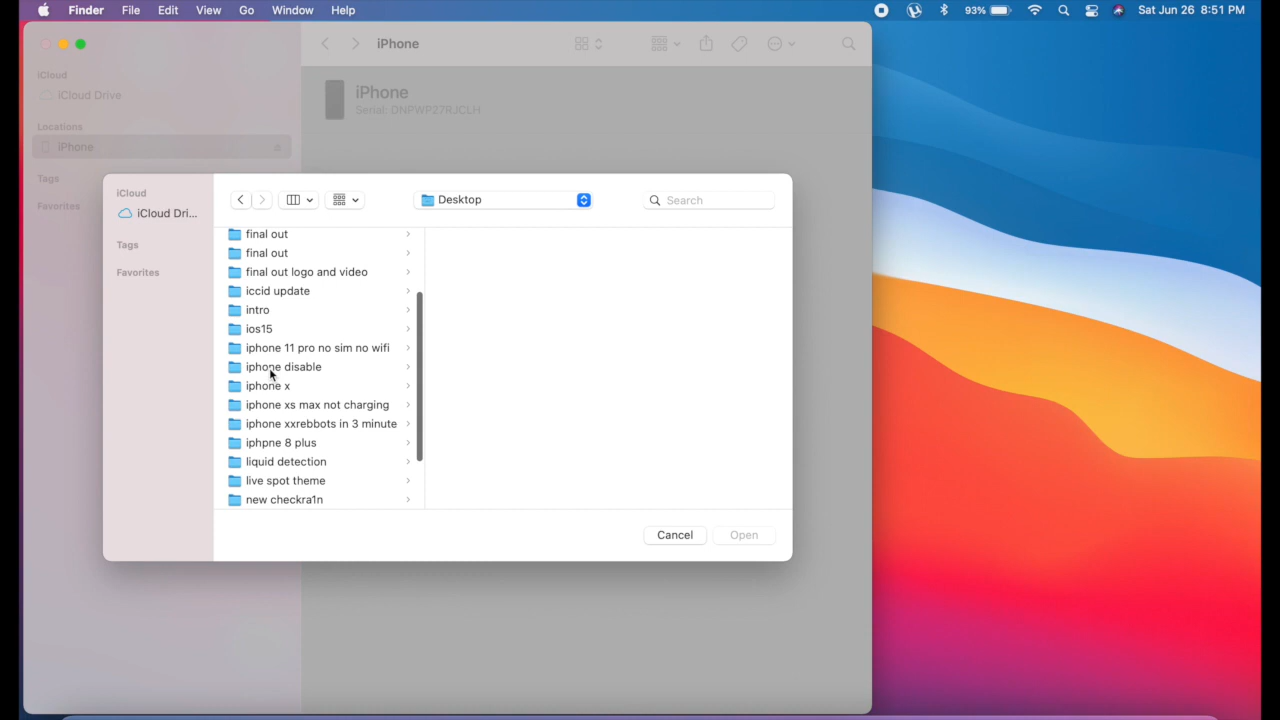 Finder File Edit View Go Window Help 93% Sat Jun 26 8:51 PM
iPhone
iCloud
iCloud Drive
Locations
iPhone
Tags
Favorites
iPhone
Serial: DNPWP27RJCLH
iCloud
iCloud Dri...
Tags
Favorites
Desktop
Search
final out
final out
final out logo and video
iccid update
intro
ios15
iphone 11 pro no sim no wifi
iphone disable
iphone x
iphone xs max not charging
iphone xxrebbots in 3 minute
iphpne 8 plus
liquid detection
live spot theme
new checkra1n
Cancel
Open